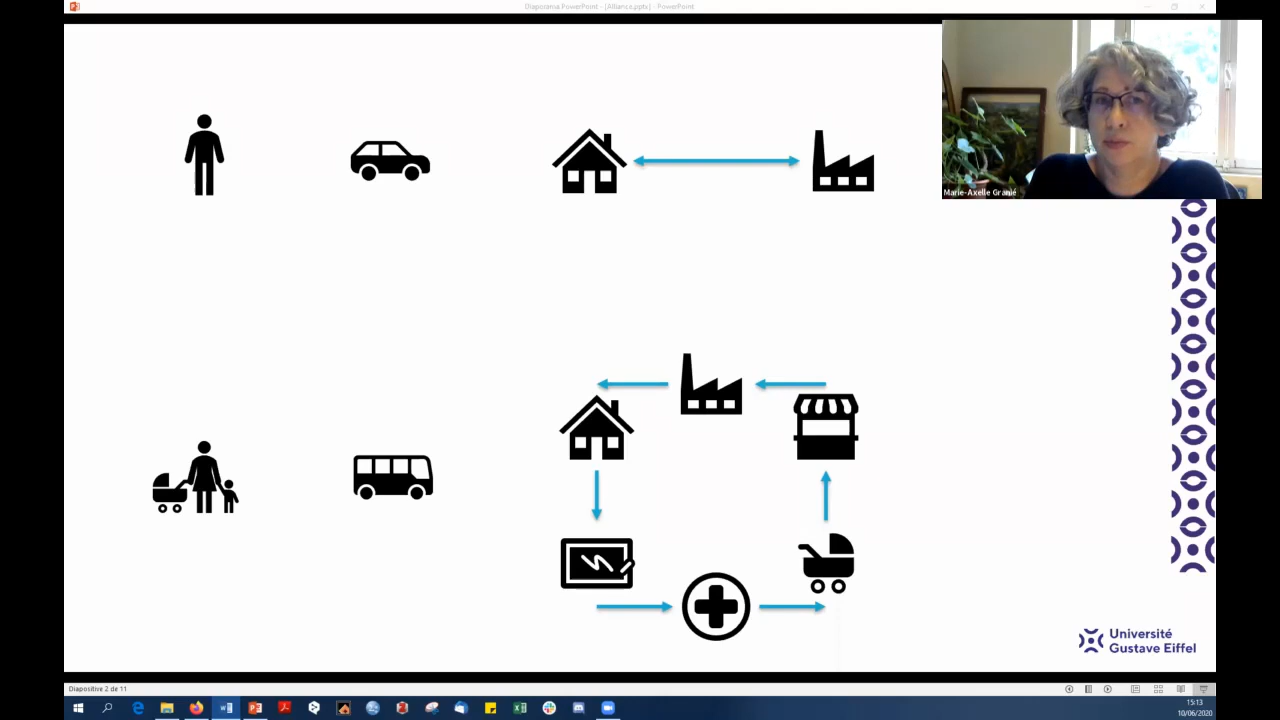 Diaporama PowerPoint - [Alliance.pptx] - PowerPoint
Marie-Axelle Granié
Université
Gustave Eiffel
Diapositive 2 de 11
15:13
10/06/2020